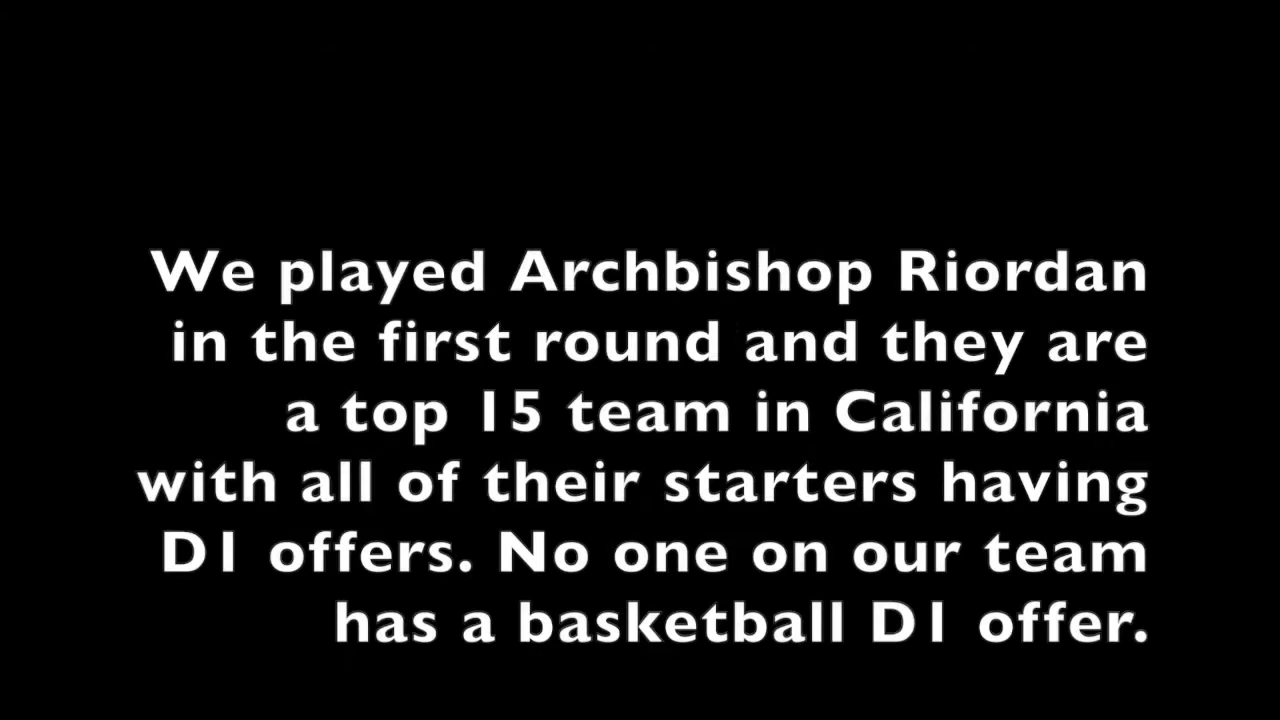 We played Archbishop Riordan
in the first round and they are
a top 15 team in California
with all of their starters having
D1 offers. No one on our team
has a basketball D1 offer.